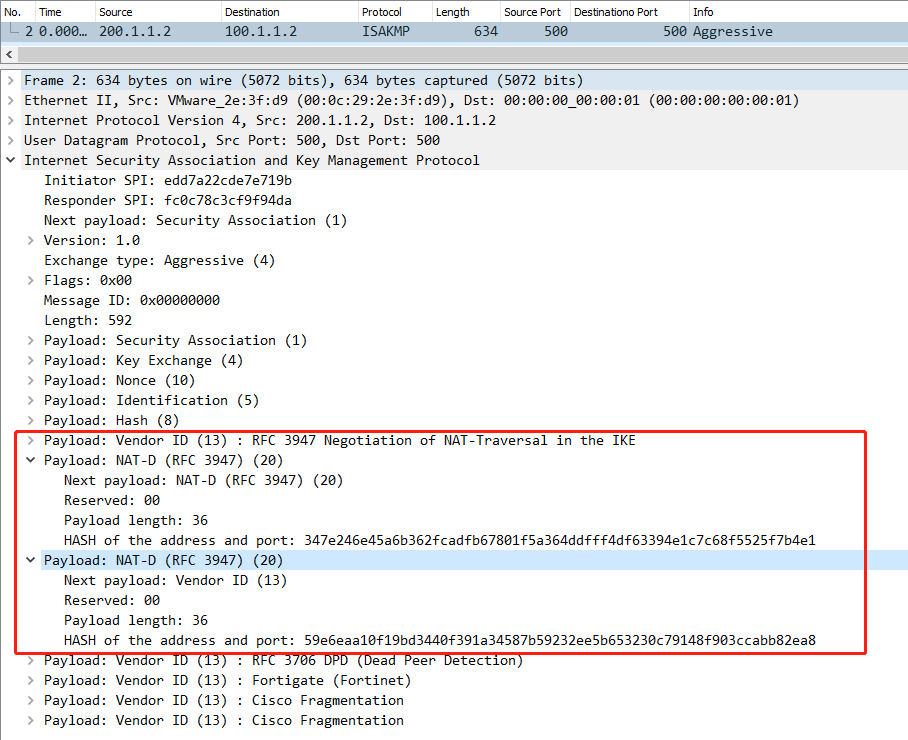 No. Time Source Destination Protocol Length Source Port Destinationo Port Info
2 0.000… 200.1.1.2 100.1.1.2 ISAKMP 634 500 500 Aggressive
Frame 2: 634 bytes on wire (5072 bits), 634 bytes captured (5072 bits)
Ethernet II, Src: VMware_2e:3f:d9 (00:0c:29:2e:3f:d9), Dst: 00:00:00_00:00:01 (00:00:00:00:00:01)
Internet Protocol Version 4, Src: 200.1.1.2, Dst: 100.1.1.2
User Datagram Protocol, Src Port: 500, Dst Port: 500
Internet Security Association and Key Management Protocol
Initiator SPI: edd7a22cde7e719b
Responder SPI: fc0c78c3cf9f94da
Next payload: Security Association (1)
Version: 1.0
Exchange type: Aggressive (4)
Flags: 0x00
Message ID: 0x00000000
Length: 592
Payload: Security Association (1)
Payload: Key Exchange (4)
Payload: Nonce (10)
Payload: Identification (5)
Payload: Hash (8)
Payload: Vendor ID (13) : RFC 3947 Negotiation of NAT-Traversal in the IKE
Payload: NAT-D (RFC 3947) (20)
Next payload: NAT-D (RFC 3947) (20)
Reserved: 00
Payload length: 36
HASH of the address and port: 347e246e45a6b362fcadfb67801f5a364ddfff4df63394e1c7c68f5525f7b4e1
Payload: NAT-D (RFC 3947) (20)
Next payload: Vendor ID (13)
Reserved: 00
Payload length: 36
HASH of the address and port: 59e6eaa10f19bd3440f391a34587b59232ee5b653230c79148f903ccabb82ea8
Payload: Vendor ID (13) : RFC 3706 DPD (Dead Peer Detection)
Payload: Vendor ID (13) : Fortigate (Fortinet)
Payload: Vendor ID (13) : Cisco Fragmentation
Payload: Vendor ID (13) : Cisco Fragmentation